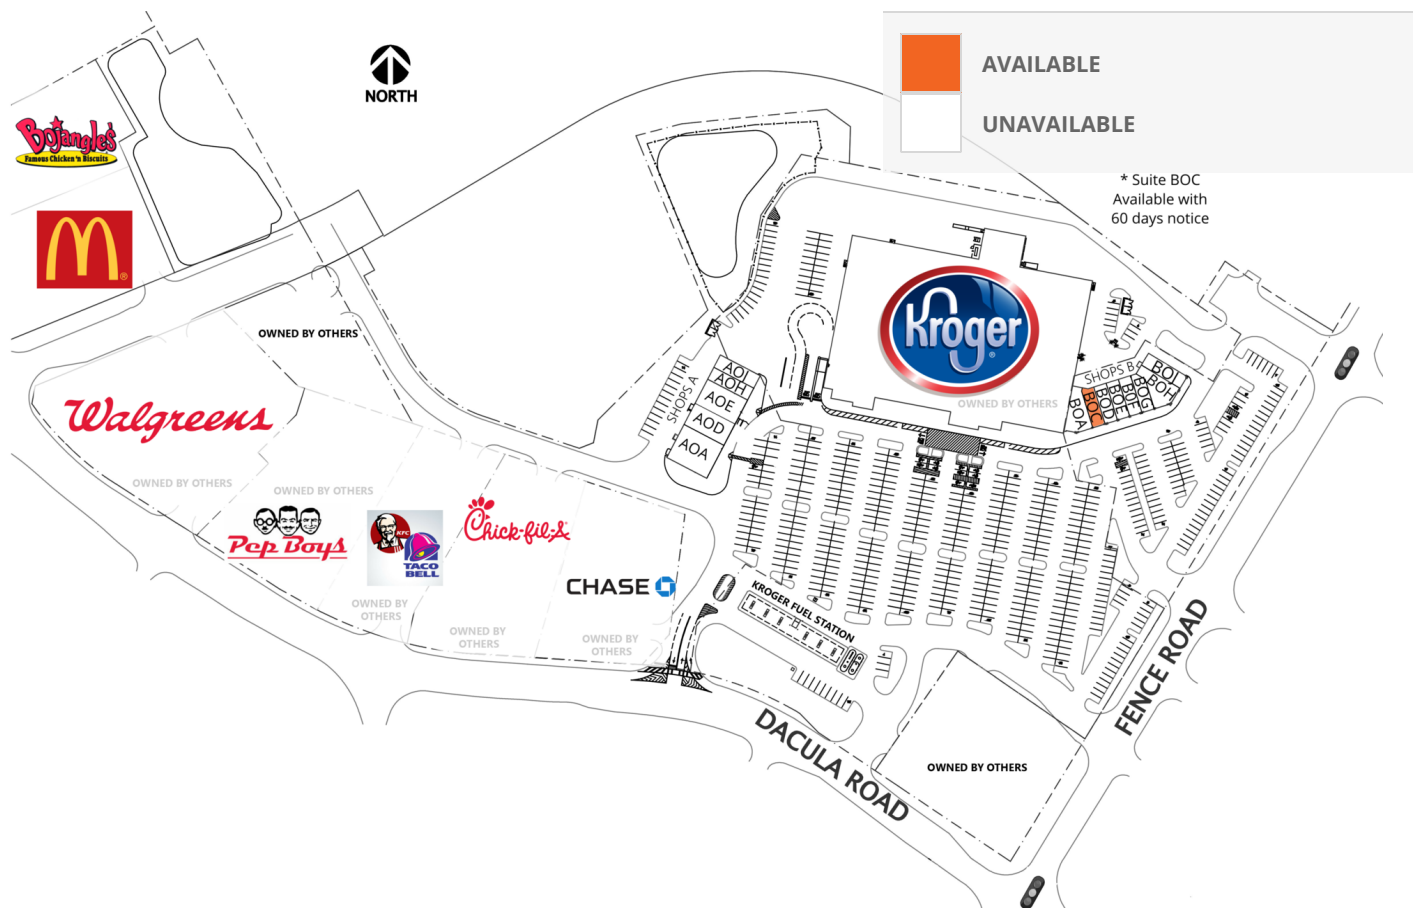 AVAILABLE
UNAVAILABLE
* Suite BOC
Available with
60 days notice
NORTH
Bojangles'
Famous Chicken 'n Biscuits
M
OWNED BY OTHERS
Walgreens
OWNED BY OTHERS
OWNED BY OTHERS
Pep Boys
KFC
TACO
BELL
OWNED BY
OTHERS
Chick-fil-A
OWNED BY
OTHERS
CHASE
OWNED BY
OTHERS
SHOPS A
AOI
AOH
AOE
AOD
AOA
Kroger
OWNED BY OTHERS
SHOPS B
BOA
BOC
BOD
BOE
BOF
BOG
BOH
BOI
KROGER FUEL STATION
DACULA ROAD
FENCE ROAD
OWNED BY OTHERS